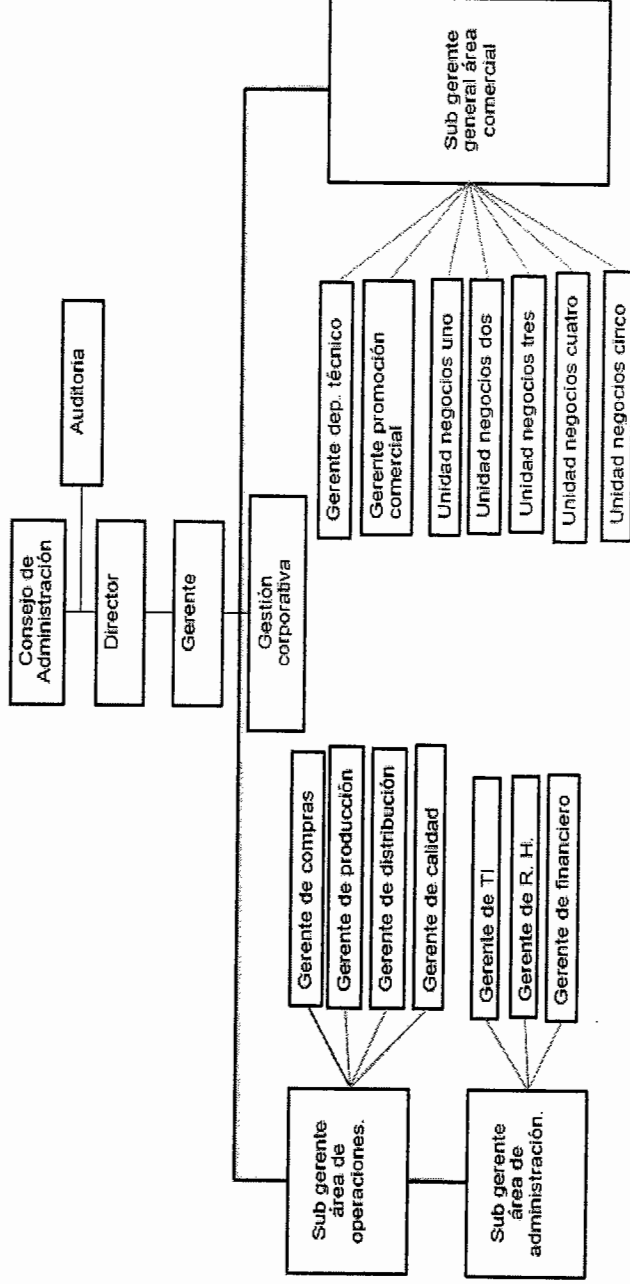 Consejo de
Administración
Auditoria
Director
Gerente
Gestión
corporativa
Sub gerente
área de
operaciones.
Gerente de compras
Gerente de producción
Gerente de distribución
Gerente de calidad
Sub gerente
área de
administración.
Gerente de TI
Gerente de R. H.
Gerente de financiero
Gerente dep. técnico
Gerente promoción
comercial
Unidad negocios uno
Unidad negocios dos
Unidad negocios tres
Unidad negocios cuatro
Unidad negocios cinco
Sub gerente
general área
comercial